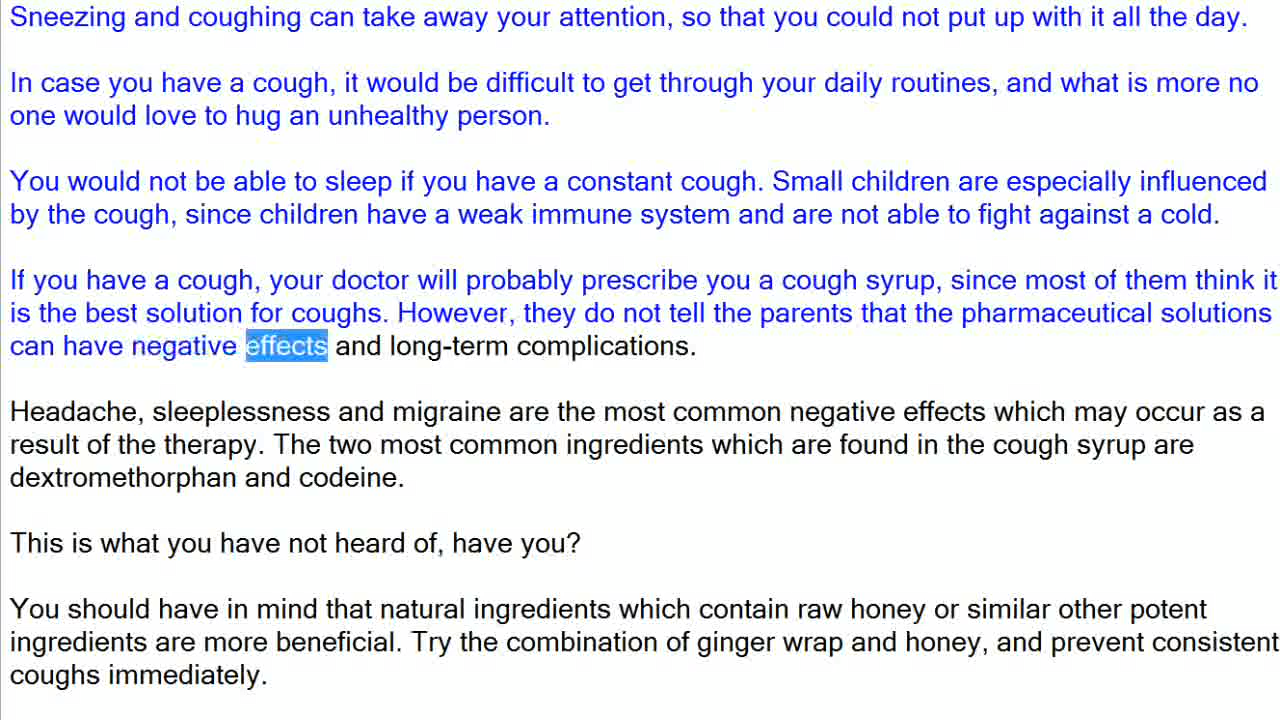 Sneezing and coughing can take away your attention, so that you could not put up with it all the day.
In case you have a cough, it would be difficult to get through your daily routines, and what is more no
one would love to hug an unhealthy person.
You would not be able to sleep if you have a constant cough. Small children are especially influenced
by the cough, since children have a weak immune system and are not able to fight against a cold.
If you have a cough, your doctor will probably prescribe you a cough syrup, since most of them think it
is the best solution for coughs. However, they do not tell the parents that the pharmaceutical solutions
can have negative effects and long-term complications.
Headache, sleeplessness and migraine are the most common negative effects which may occur as a
result of the therapy. The two most common ingredients which are found in the cough syrup are
dextromethorphan and codeine.
This is what you have not heard of, have you?
You should have in mind that natural ingredients which contain raw honey or similar other potent
ingredients are more beneficial. Try the combination of ginger wrap and honey, and prevent consistent
coughs immediately.